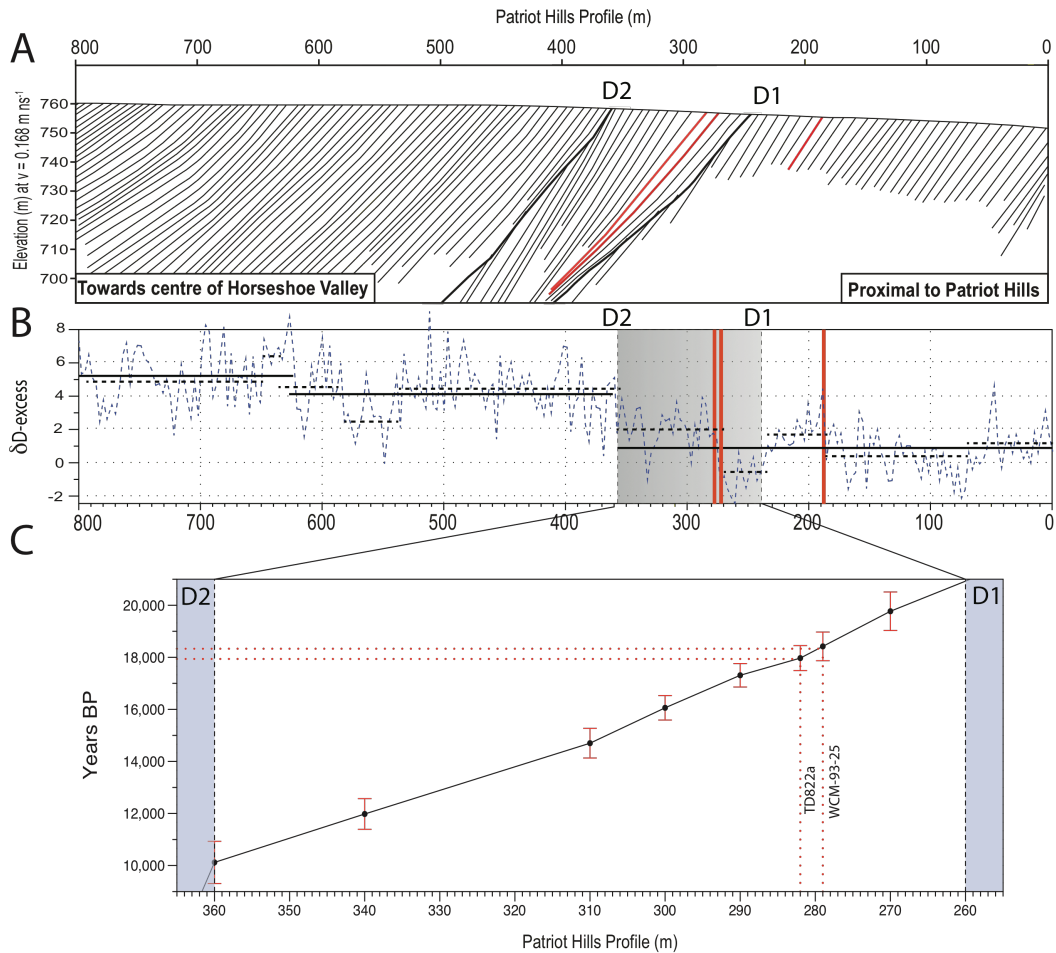 Patriot Hills Profile (m)
A
800 700 600 500 400 300 200 100 0
D2 D1
Elevation (m) at v = 0.168 m ns-1
760
750
740
730
720
710
700
Towards centre of Horseshoe Valley
Proximal to Patriot Hills
B
D2 D1
δD-excess
8
6
4
2
0
-2
800 700 600 500 400 300 200 100 0
C
D2 D1
Years BP
20,000
18,000
16,000
14,000
12,000
10,000
TD822a
WCM-93-25
360 350 340 330 320 310 300 290 280 270 260
Patriot Hills Profile (m)